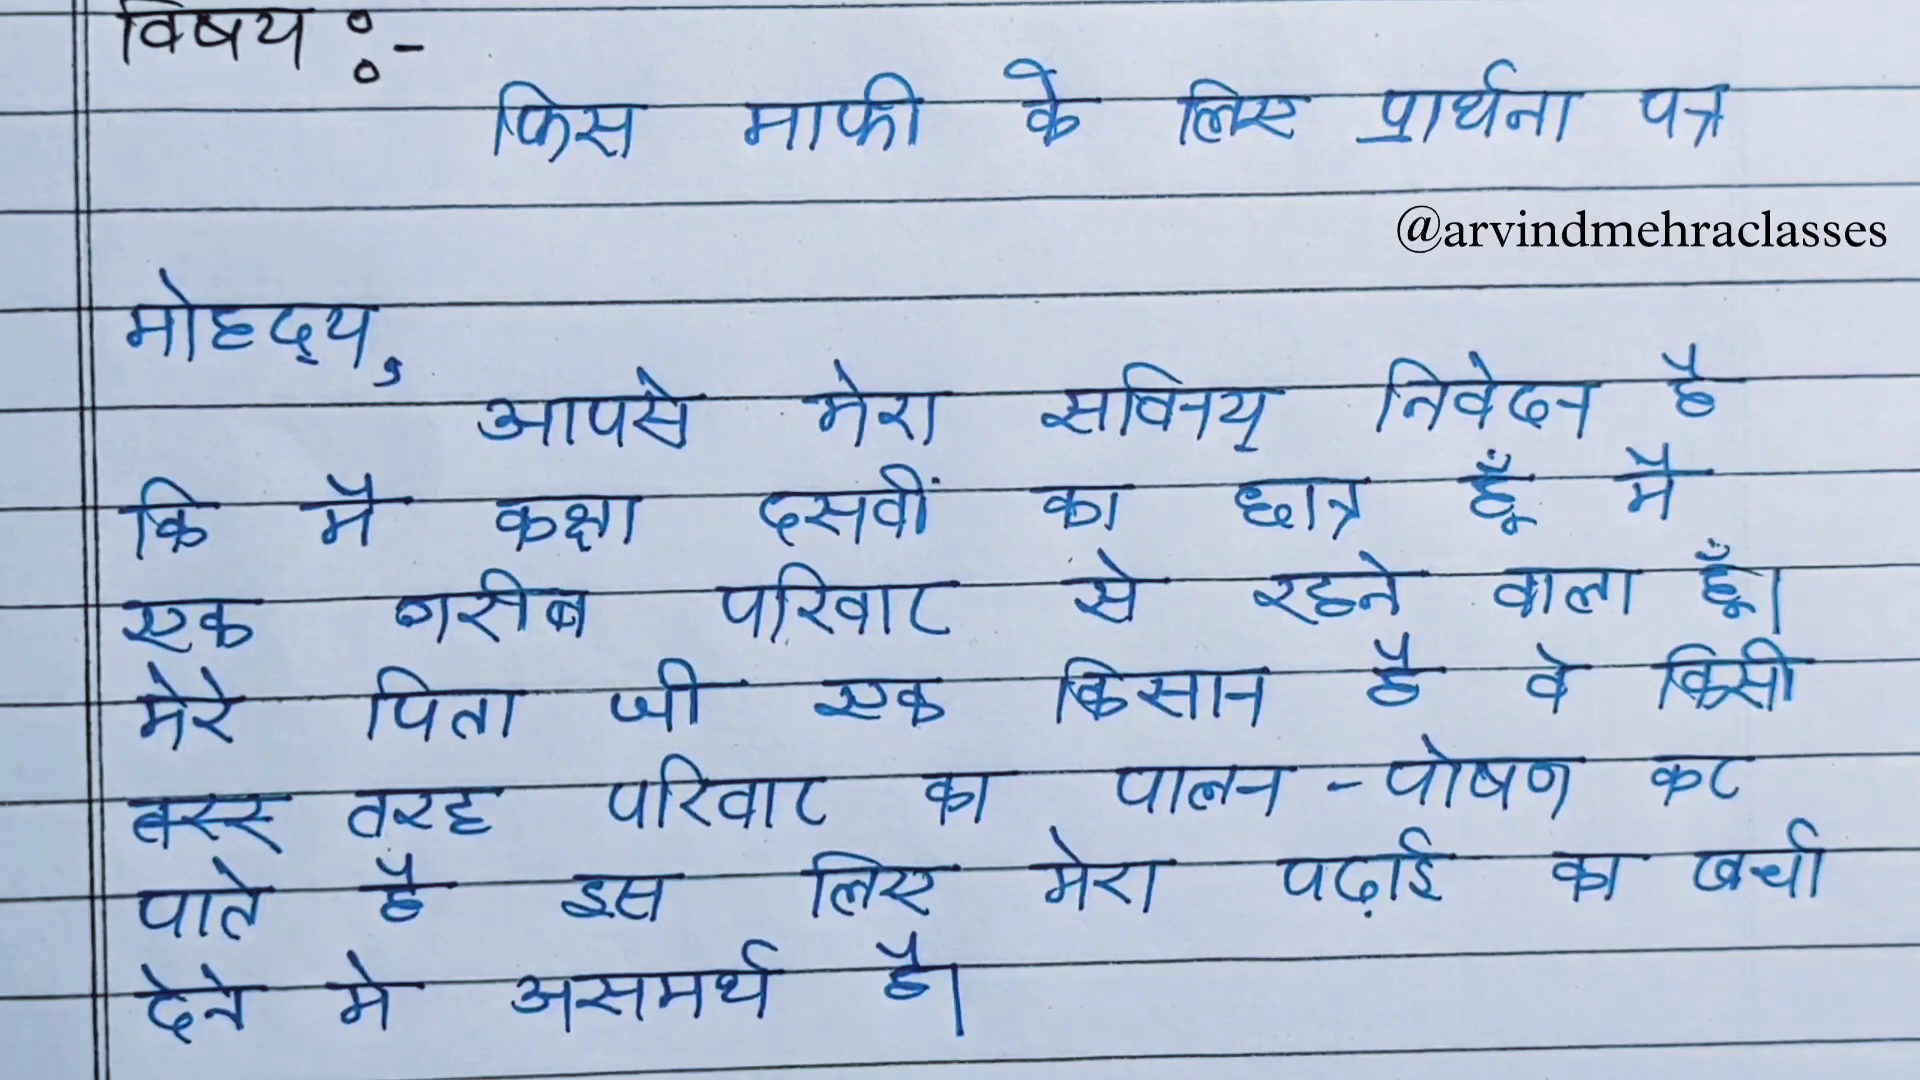 विषय :-
फिस माफी के लिए प्रार्थना पत्र
@arvindmehraclasses
मोहद्य,
आपसे मेरा सविनय् निवेदन है
कि मै कक्षा दसवीं का छात्र हूँ मै
एक गरीब परिवार से रहने वाला हूँ।
मेरे पिता जी एक किसान है वे किसी
तरह परिवार का पालन - पोषण कर
पाते है इस लिए मेरा पढ़ाई का खर्चा
देने मे असमर्थ है।